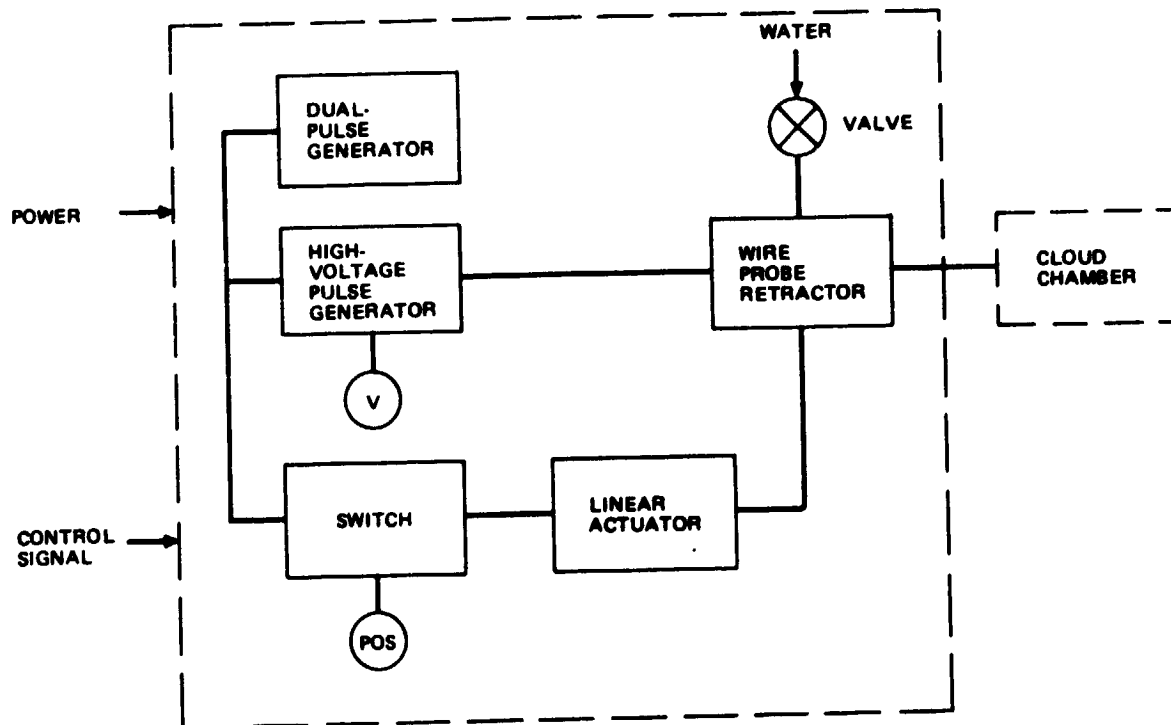 WATER
VALVE
DUAL-
PULSE
GENERATOR
POWER
HIGH-
VOLTAGE
PULSE
GENERATOR
WIRE
PROBE
RETRACTOR
CLOUD
CHAMBER
V
SWITCH
LINEAR
ACTUATOR
CONTROL
SIGNAL
POS